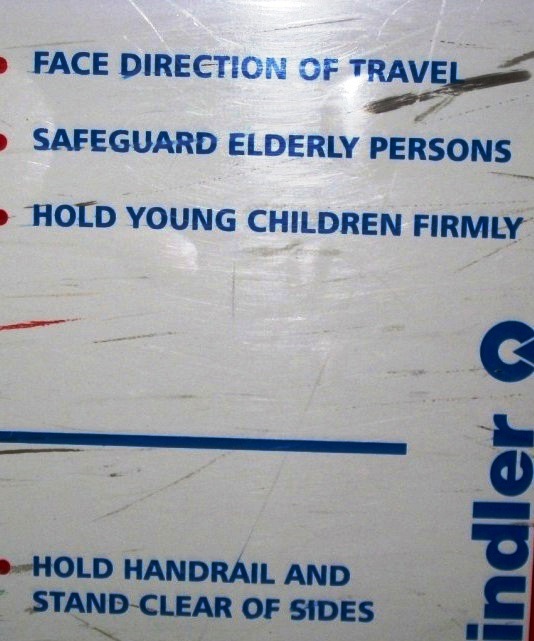 FACE DIRECTION OF TRAVEL
SAFEGUARD ELDERLY PERSONS
HOLD YOUNG CHILDREN FIRMLY
HOLD HANDRAIL AND
STAND CLEAR OF SIDES
indler